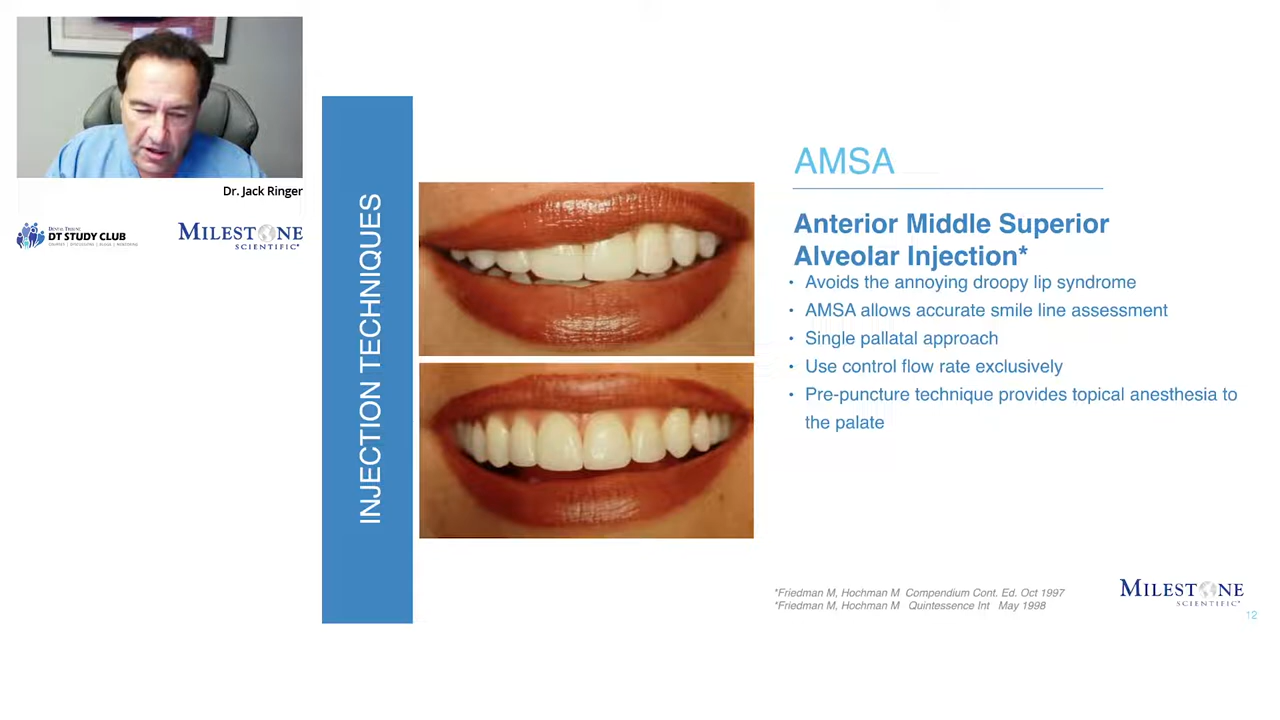 Dr. Jack Ringer
DENTAL TRIBUNE
DT STUDY CLUB
MILESTONE
SCIENTIFIC
INJECTION TECHNIQUES
AMSA
Anterior Middle Superior
Alveolar Injection*
• Avoids the annoying droopy lip syndrome
• AMSA allows accurate smile line assessment
• Single pallatal approach
• Use control flow rate exclusively
• Pre-puncture technique provides topical anesthesia to
the palate
*Friedman M, Hochman M Compendium Cont. Ed. Oct 1997
*Friedman M, Hochman M Quintessence Int May 1998
MILESTONE
SCIENTIFIC
12